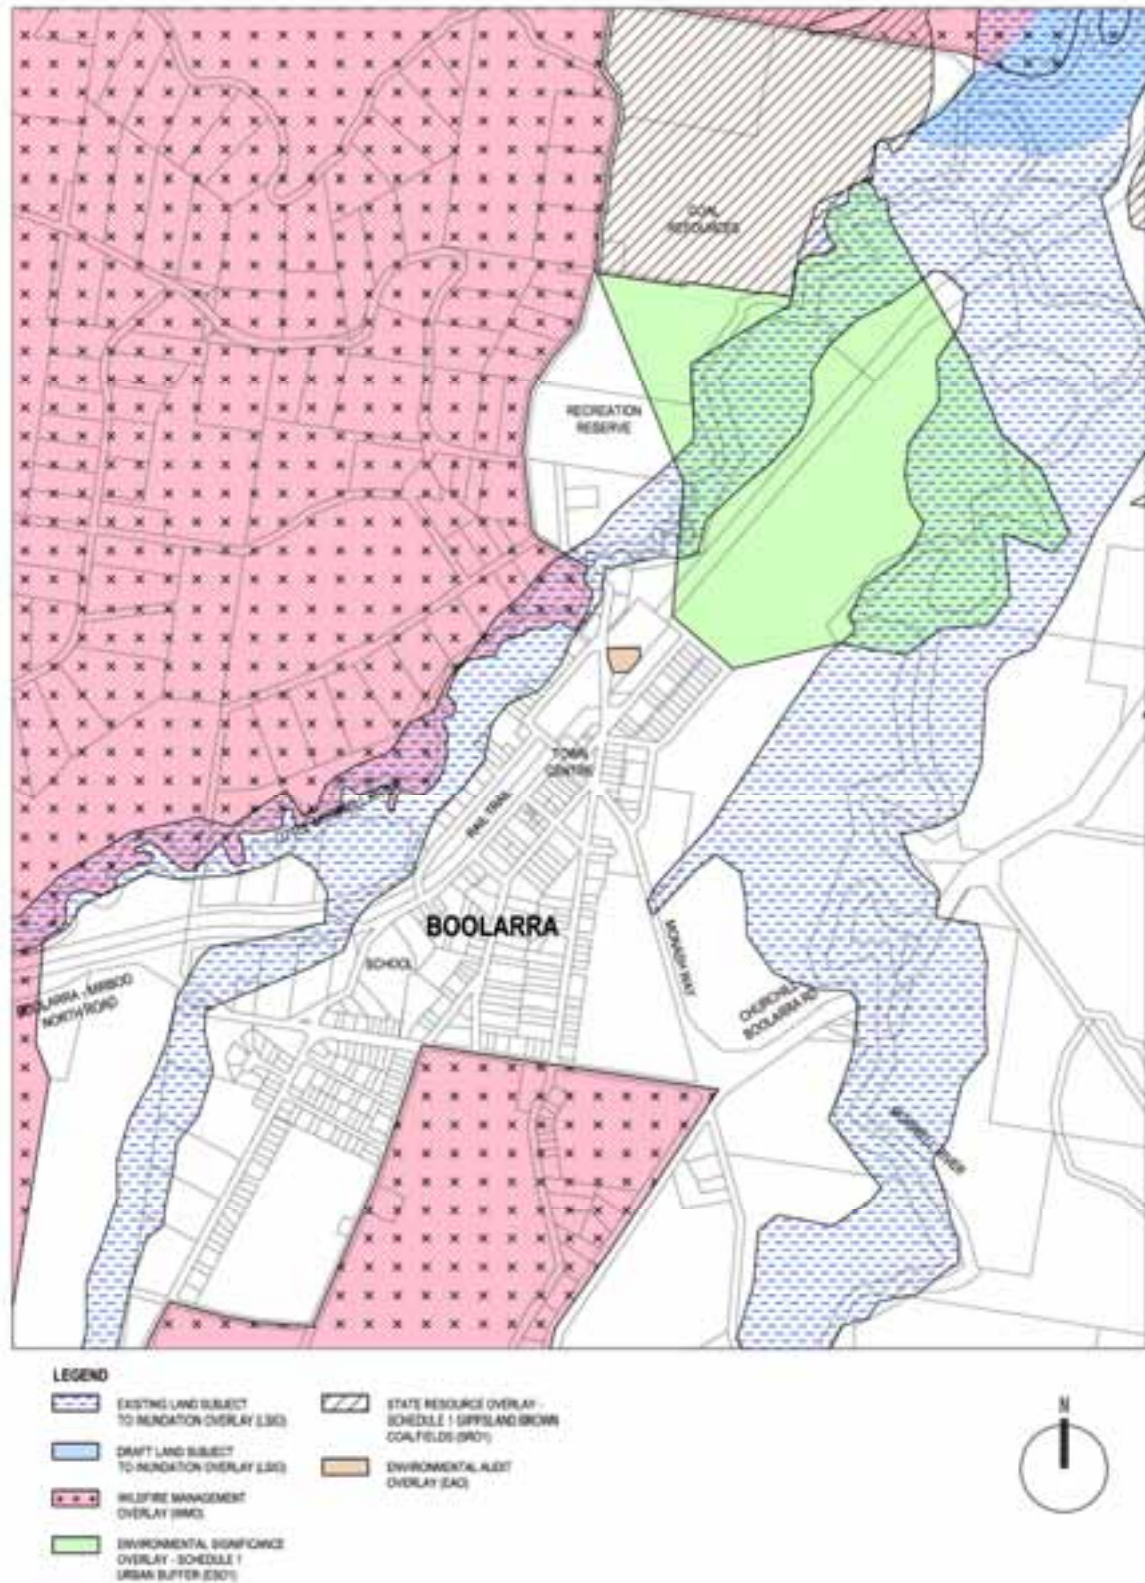 COAL
RESOURCES
RECREATION
RESERVE
TOWN
CENTRE
RAIL TRAIL
BOOLARRA
SCHOOL
MONASH WAY
BOOLARRA - MIRBOO
NORTH ROAD
CHURCHILL
BOOLARRA RD
MORWELL RIVER
LEGEND
EXISTING LAND SUBJECT
TO INUNDATION OVERLAY (LSIO)
DRAFT LAND SUBJECT
TO INUNDATION OVERLAY (LSIO)
WILDFIRE MANAGEMENT
OVERLAY (WMO)
ENVIRONMENTAL SIGNIFICANCE
OVERLAY - SCHEDULE 1
URBAN BUFFER (ESO1)
STATE RESOURCE OVERLAY -
SCHEDULE 1 GIPPSLAND BROWN
COALFIELDS (SRO1)
ENVIRONMENTAL AUDIT
OVERLAY (EAO)
N